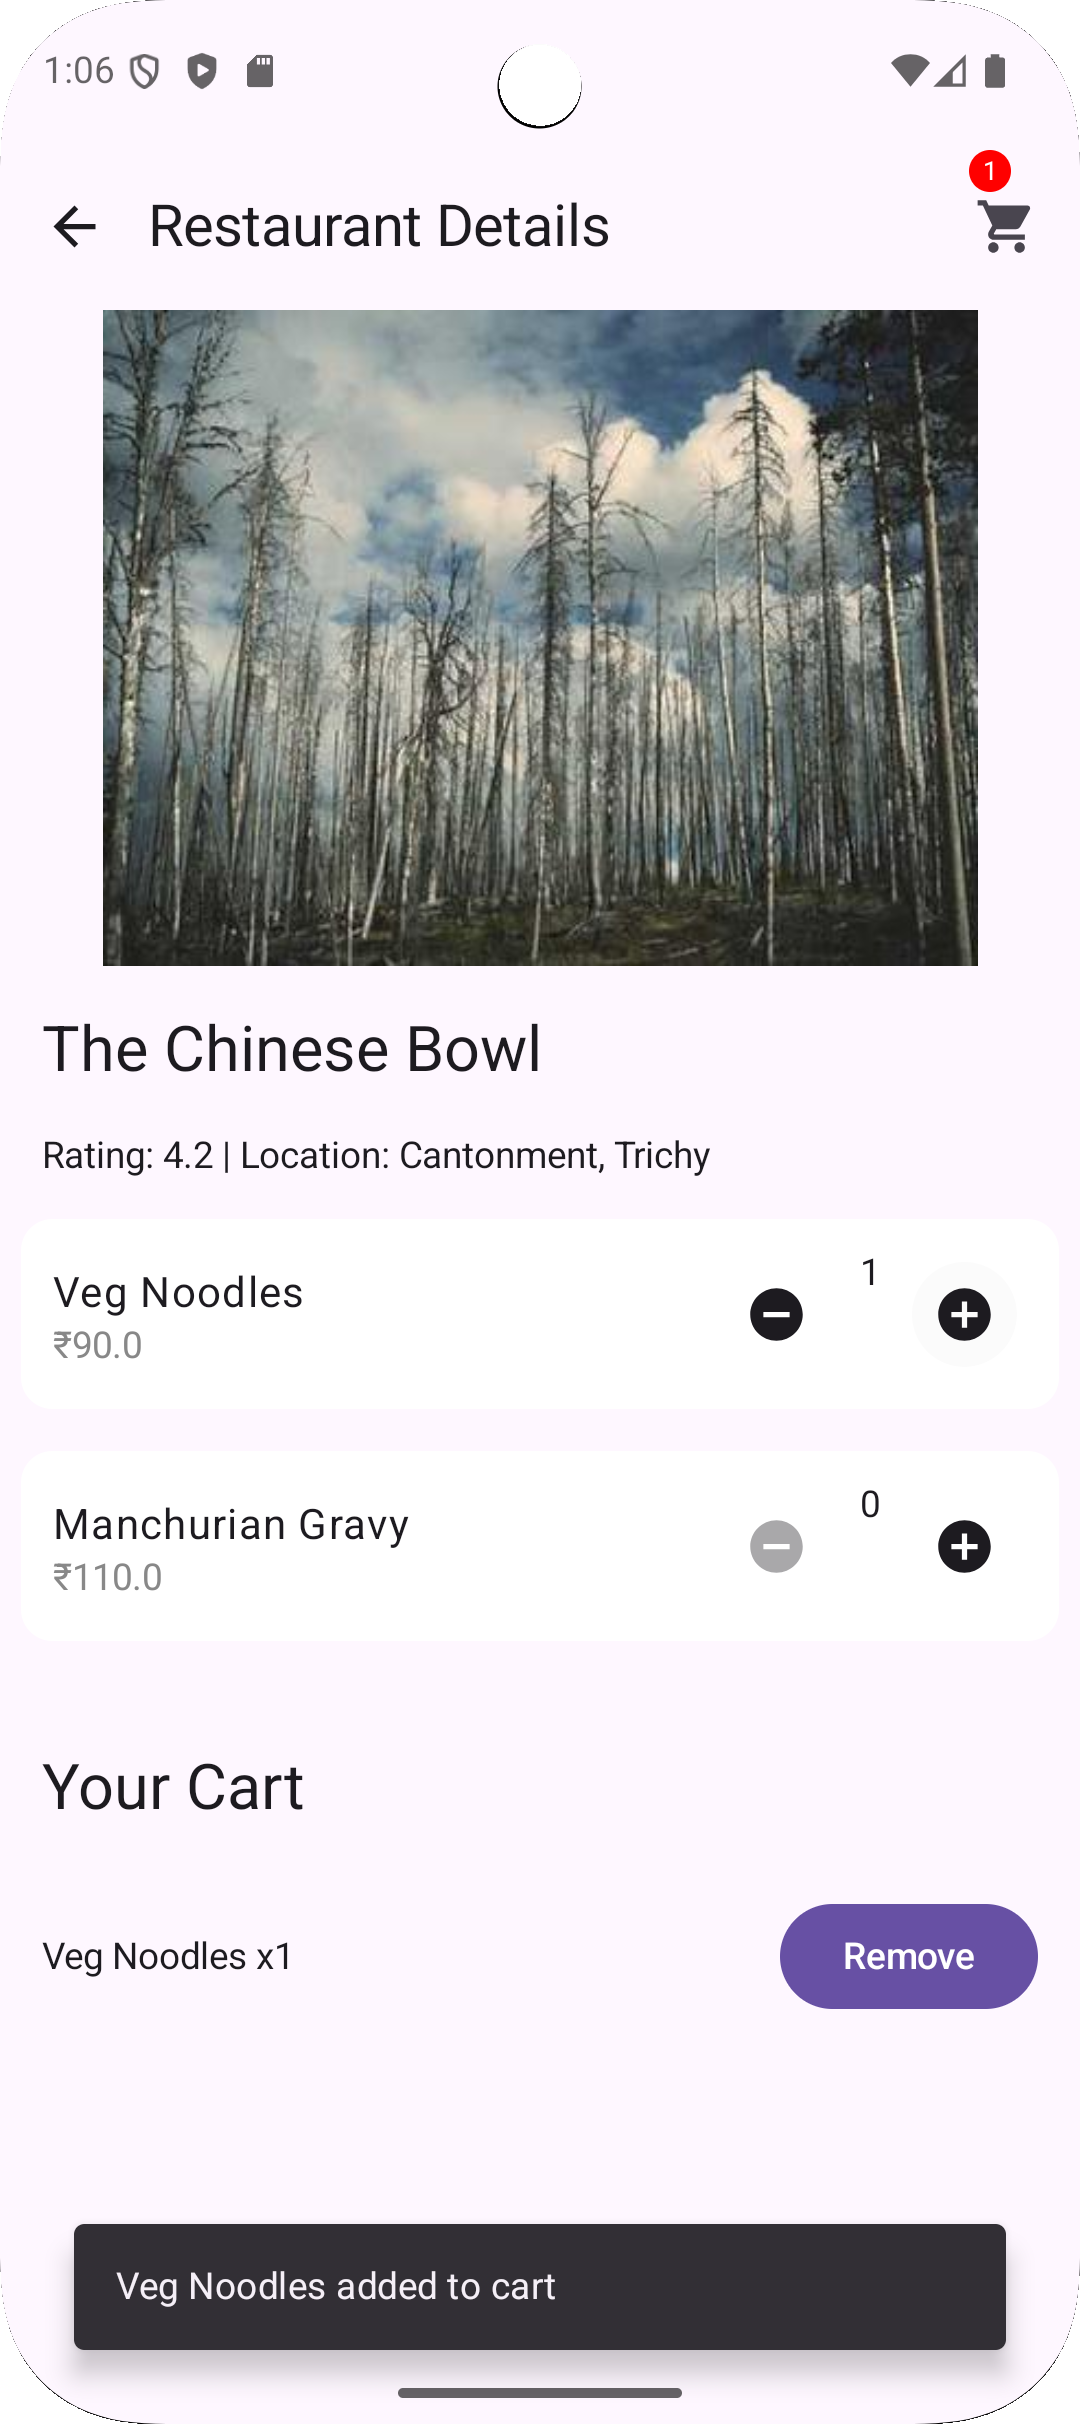 1:06
1
Restaurant Details
The Chinese Bowl
Rating: 4.2 | Location: Cantonment, Trichy
Veg Noodles
₹90.0
1
Manchurian Gravy
₹110.0
0
Your Cart
Veg Noodles x1
Remove
Veg Noodles added to cart